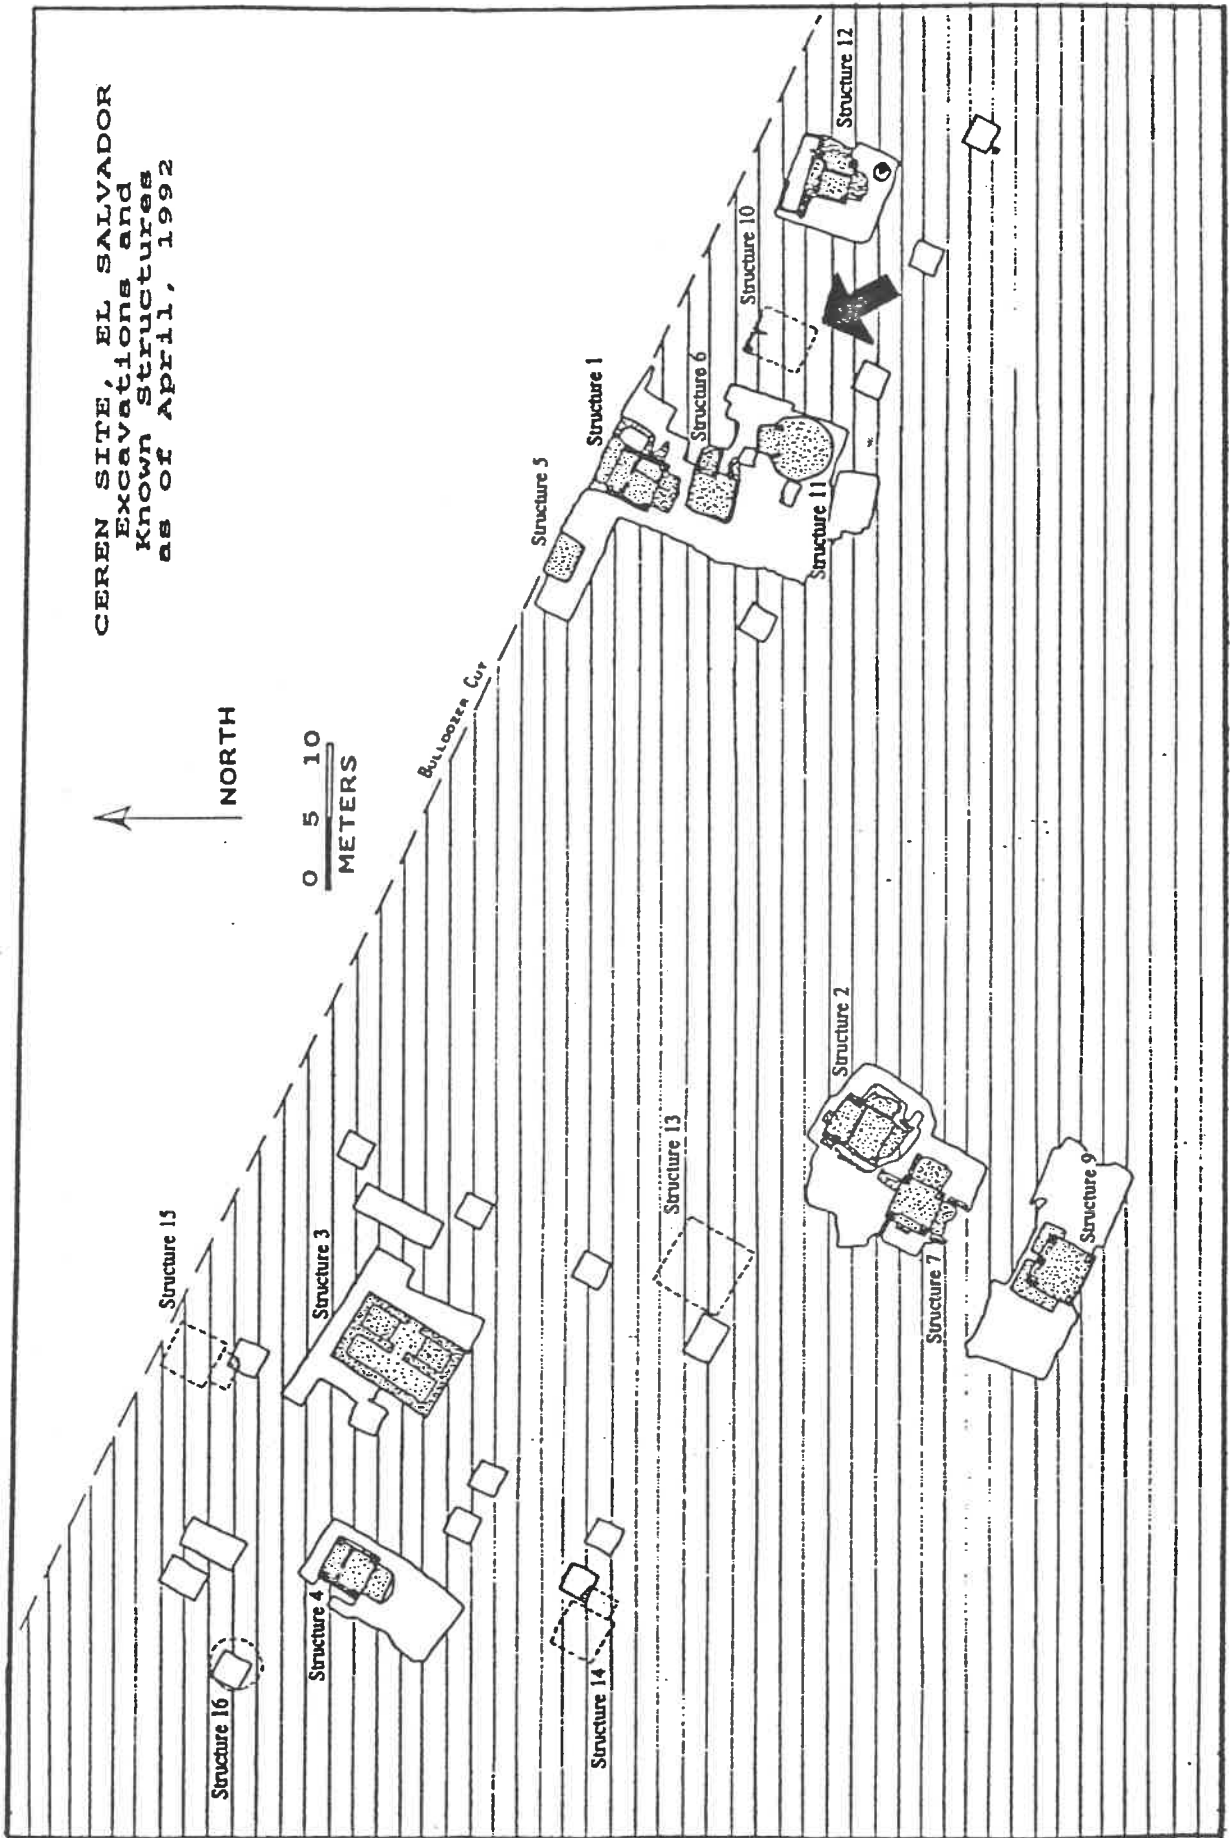 CEREN SITE, EL SALVADOR
Excavations and
Known Structures
as of April, 1992
NORTH
0 5 10
METERS
BULLDOZER CUT
Structure 12
Structure 10
Structure 1
Structure 6
Structure 5
Structure 11
Structure 2
Structure 13
Structure 15
Structure 3
Structure 7
Structure 9
Structure 4
Structure 16
Structure 14